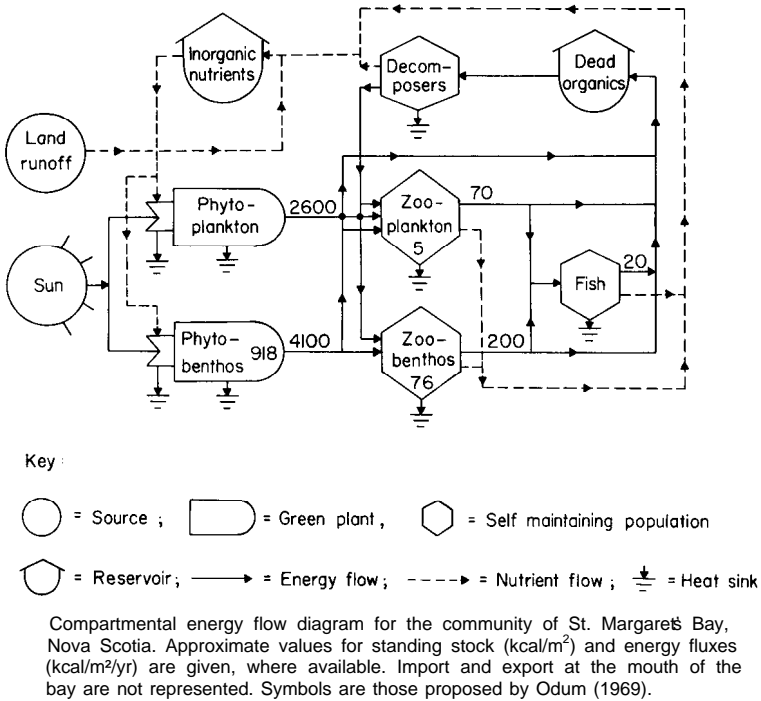 Inorganic
nutrients
Decom-
posers
Dead
organics
Land
runoff
Phyto-
plankton
2600
Zoo-
plankton
5
70
Sun
Fish
20
Phyto-
benthos
918
4100
Zoo-
benthos
76
200
Key :
= Source ;
= Green plant,
= Self maintaining population
= Reservoir;
= Energy flow;
= Nutrient flow;
= Heat sink
Compartmental energy flow diagram for the community of St. Margarets Bay,
Nova Scotia. Approximate values for standing stock (kcal/m²) and energy fluxes
(kcal/m²/yr) are given, where available. Import and export at the mouth of the
bay are not represented. Symbols are those proposed by Odum (1969).